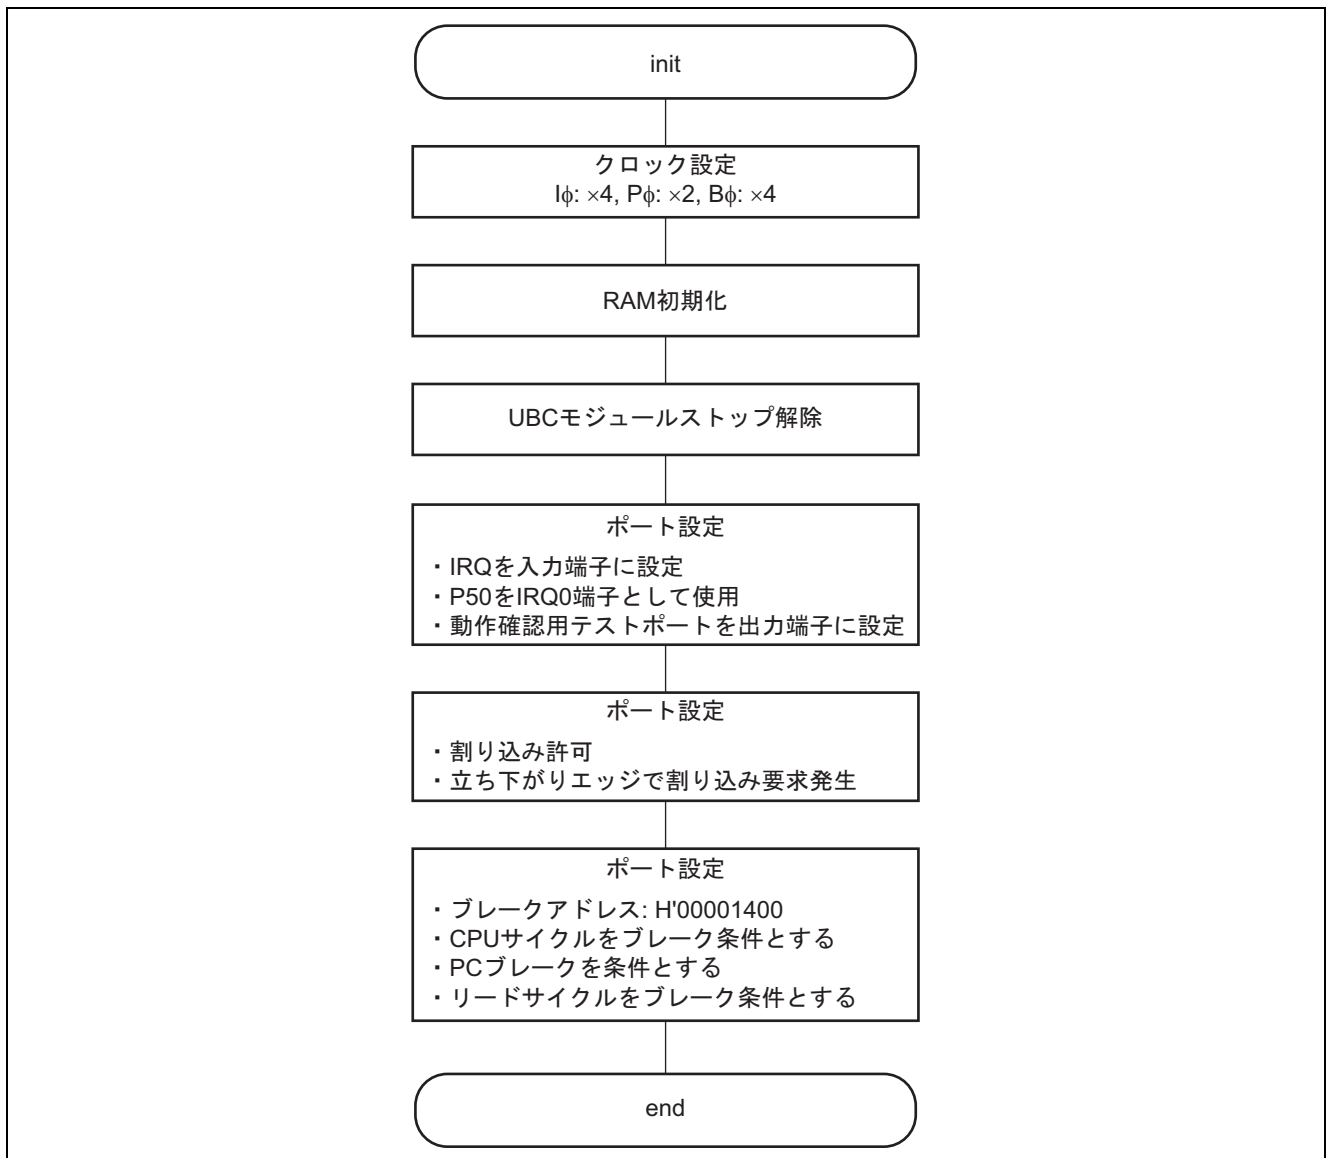 init
クロック設定
Iϕ: ×4, Pϕ: ×2, Bϕ: ×4
RAM初期化
UBCモジュールストップ解除
ポート設定
・IRQを入力端子に設定
・P50をIRQ0端子として使用
・動作確認用テストポートを出力端子に設定
ポート設定
・割り込み許可
・立ち下がりエッジで割り込み要求発生
ポート設定
・ブレークアドレス: H'00001400
・CPUサイクルをブレーク条件とする
・PCブレークを条件とする
・リードサイクルをブレーク条件とする
end